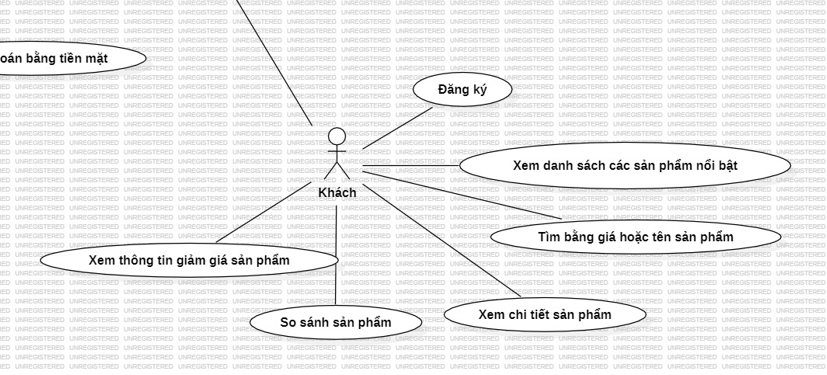 oán bằng tiền mặt
Đăng ký
Xem danh sách các sản phẩm nổi bật
Khách
Tìm bằng giá hoặc tên sản phẩm
Xem thông tin giảm giá sản phẩm
Xem chi tiết sản phẩm
So sánh sản phẩm
UNREGISTERED